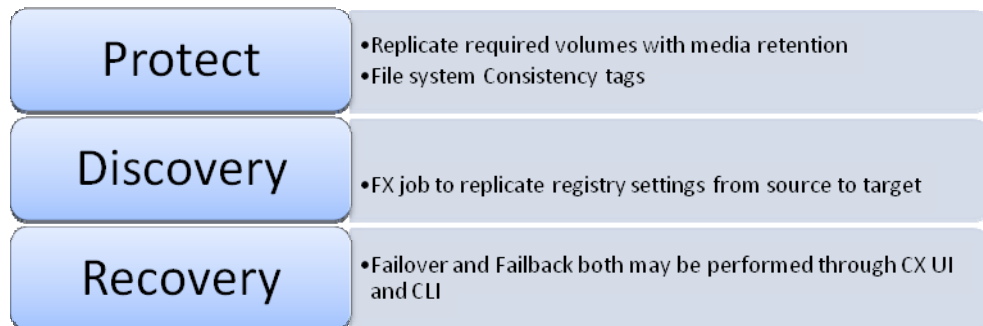 Protect
•Replicate required volumes with media retention
•File system Consistency tags
Discovery
•FX job to replicate registry settings from source to target
Recovery
•Failover and Failback both may be performed through CX UI
and CLI